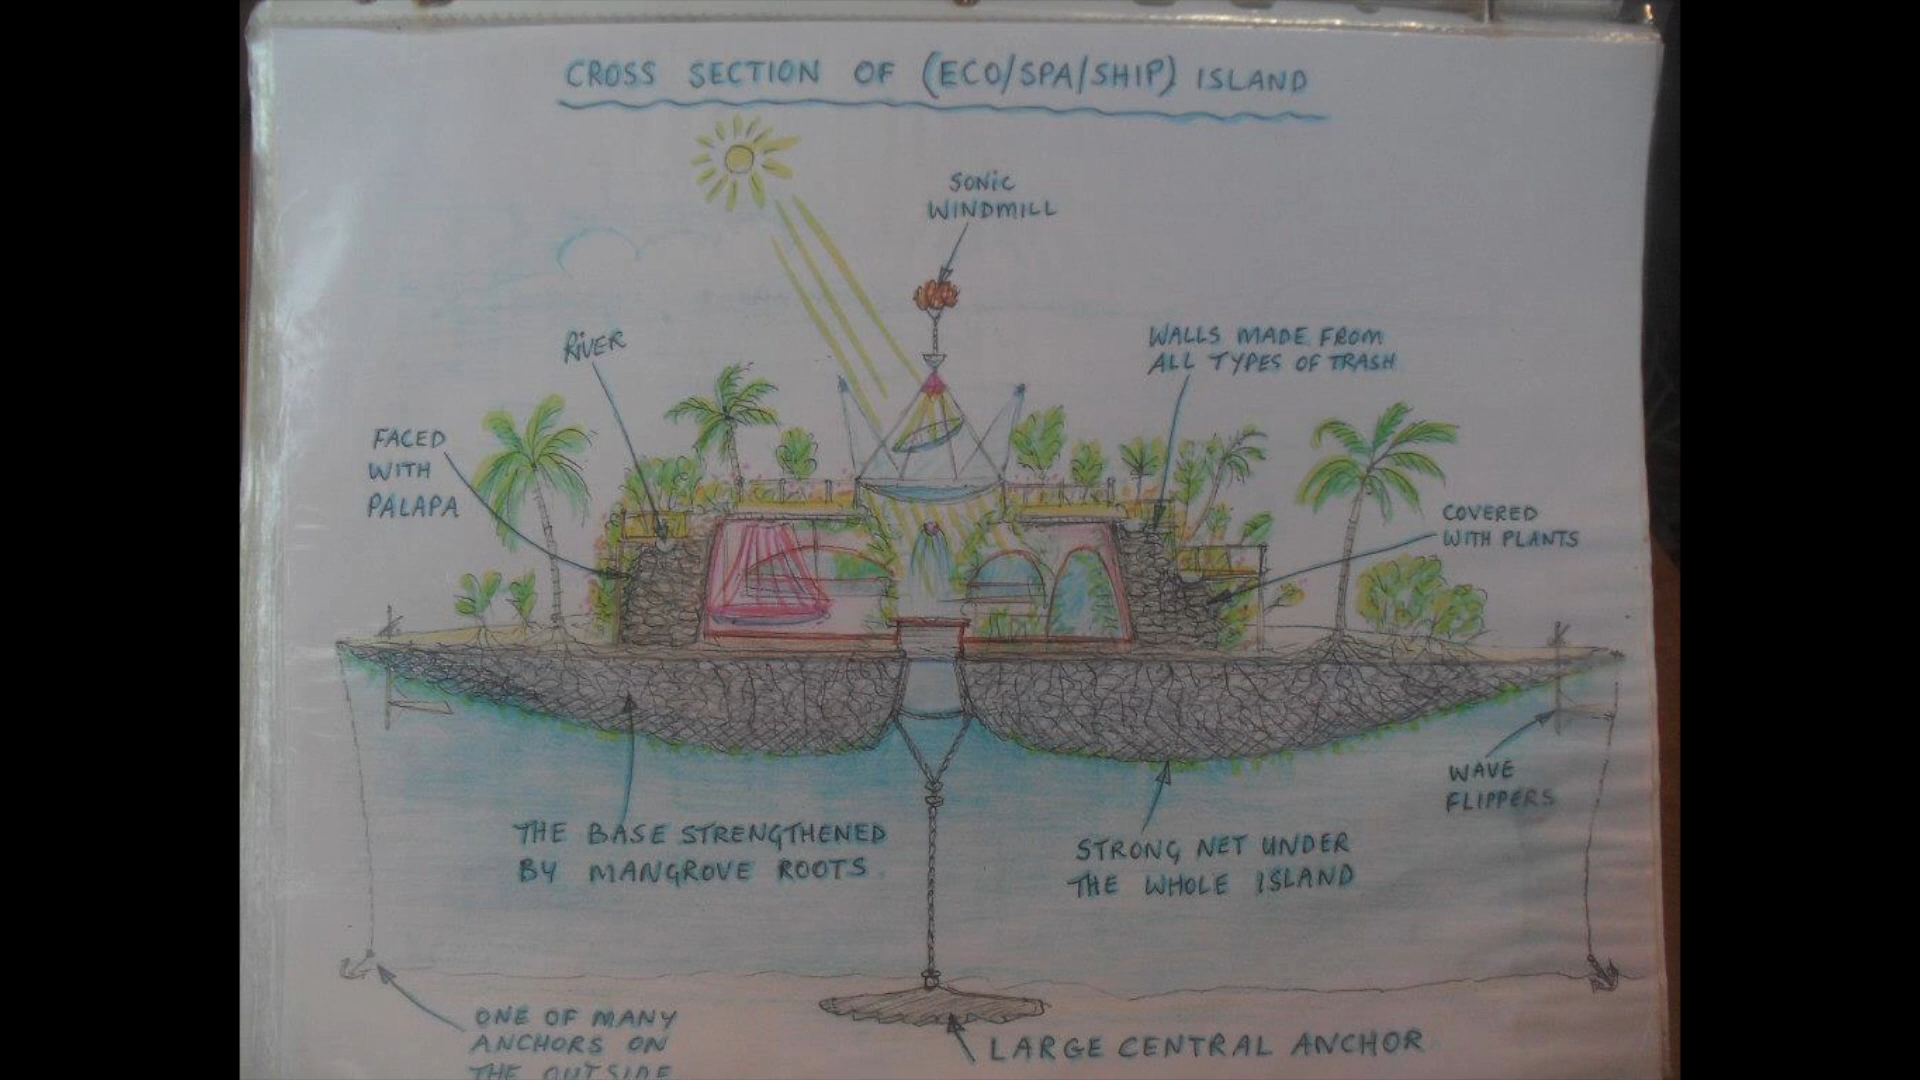 CROSS SECTION OF (ECO/SPA/SHIP) ISLAND
SONIC
WINDMILL
RIVER
WALLS MADE FROM
ALL TYPES OF TRASH
FACED
WITH
PALAPA
COVERED
WITH PLANTS
WAVE
FLIPPERS
THE BASE STRENGTHENED
BY MANGROVE ROOTS
STRONG NET UNDER
THE WHOLE ISLAND
ONE OF MANY
ANCHORS ON
THE OUTSIDE
LARGE CENTRAL ANCHOR